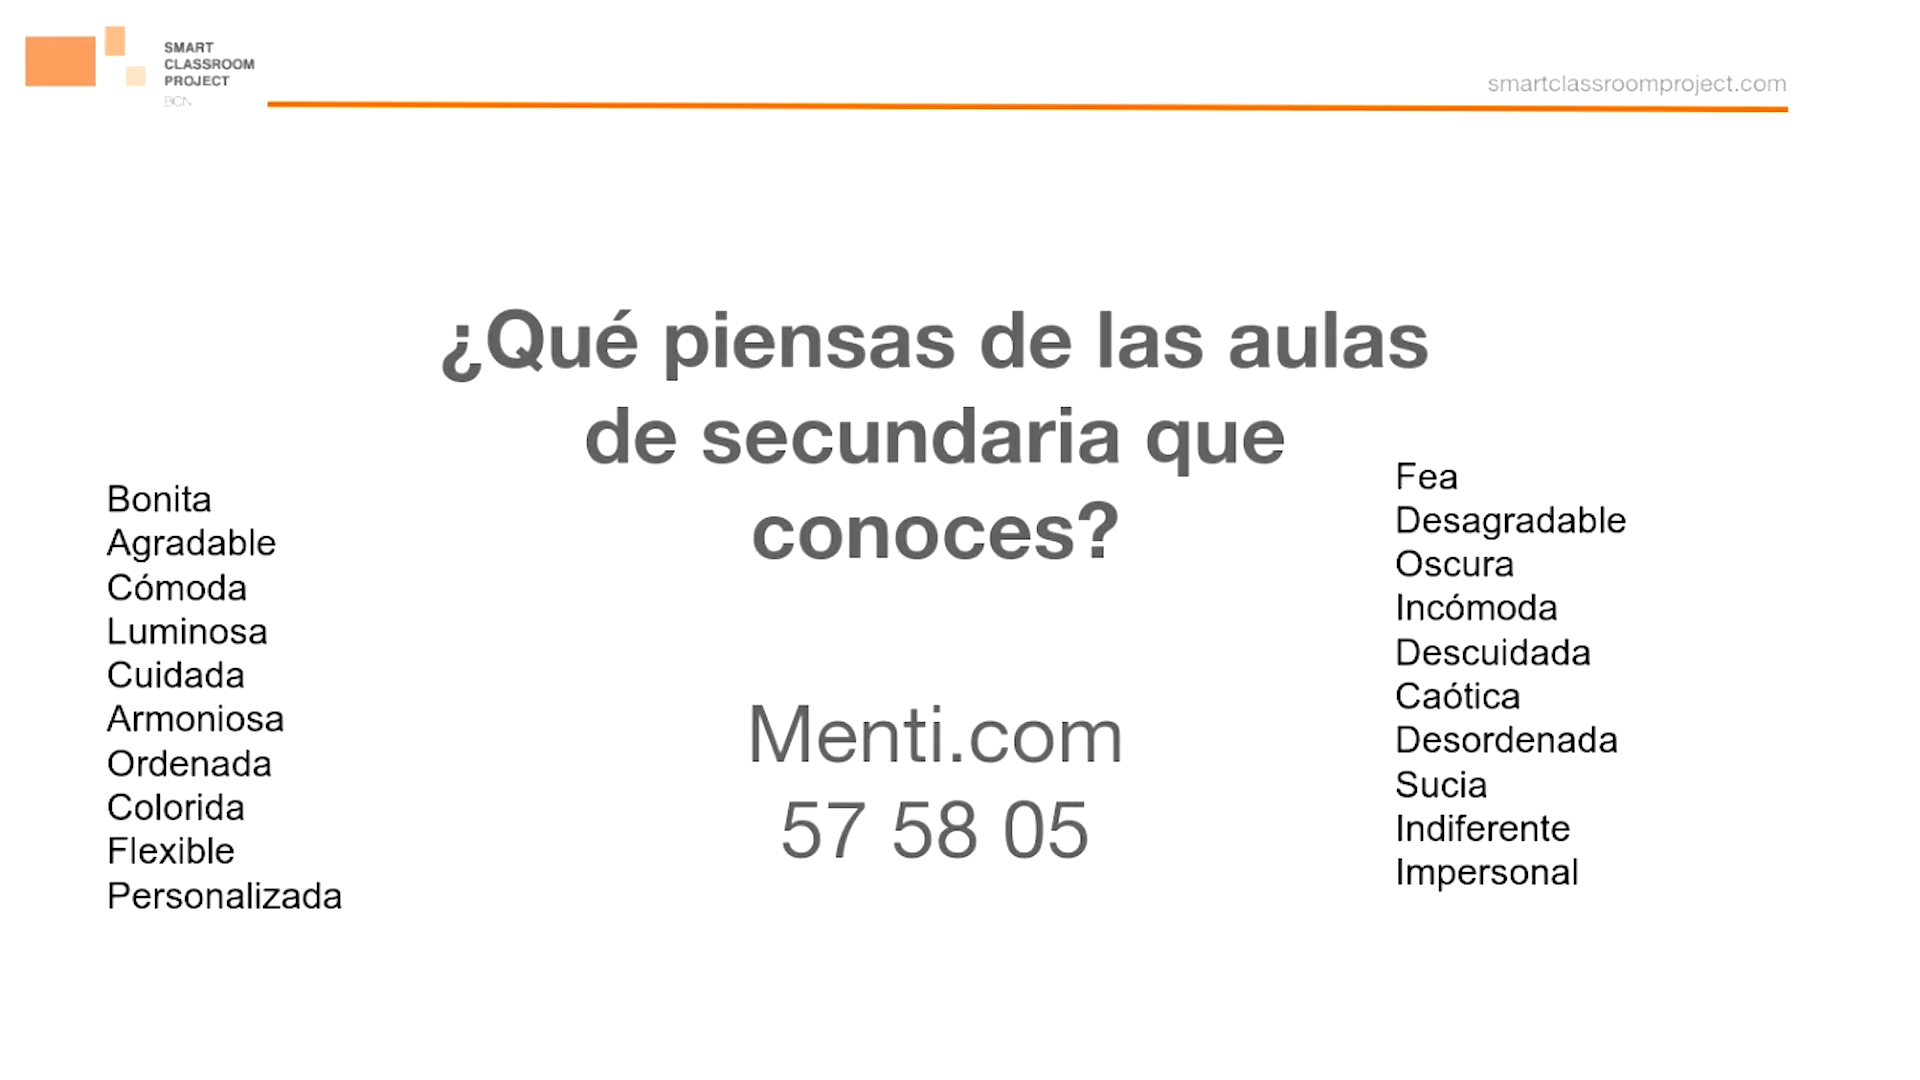 SMART
CLASSROOM
PROJECT
BCN
smartclassroomproject.com
¿Qué piensas de las aulas
de secundaria que
conoces?
Bonita
Agradable
Cómoda
Luminosa
Cuidada
Armoniosa
Ordenada
Colorida
Flexible
Personalizada
Menti.com
57 58 05
Fea
Desagradable
Oscura
Incómoda
Descuidada
Caótica
Desordenada
Sucia
Indiferente
Impersonal